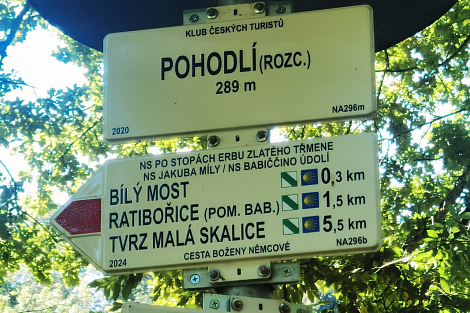 KLUB ČESKÝCH TURISTŮ
POHODLÍ (ROZC.)
289 m
2020
NA296m
NS PO STOPÁCH ERBU ZLATÉHO TŘMENE
NS JAKUBA MÍLY / NS BABIČČINO ÚDOLÍ
BÍLÝ MOST 0,3 km
RATIBOŘICE (POM. BAB.) 1,5 km
TVRZ MALÁ SKALICE 5,5 km
NA296b
2024
CESTA BOŽENY NĚMCOVÉ